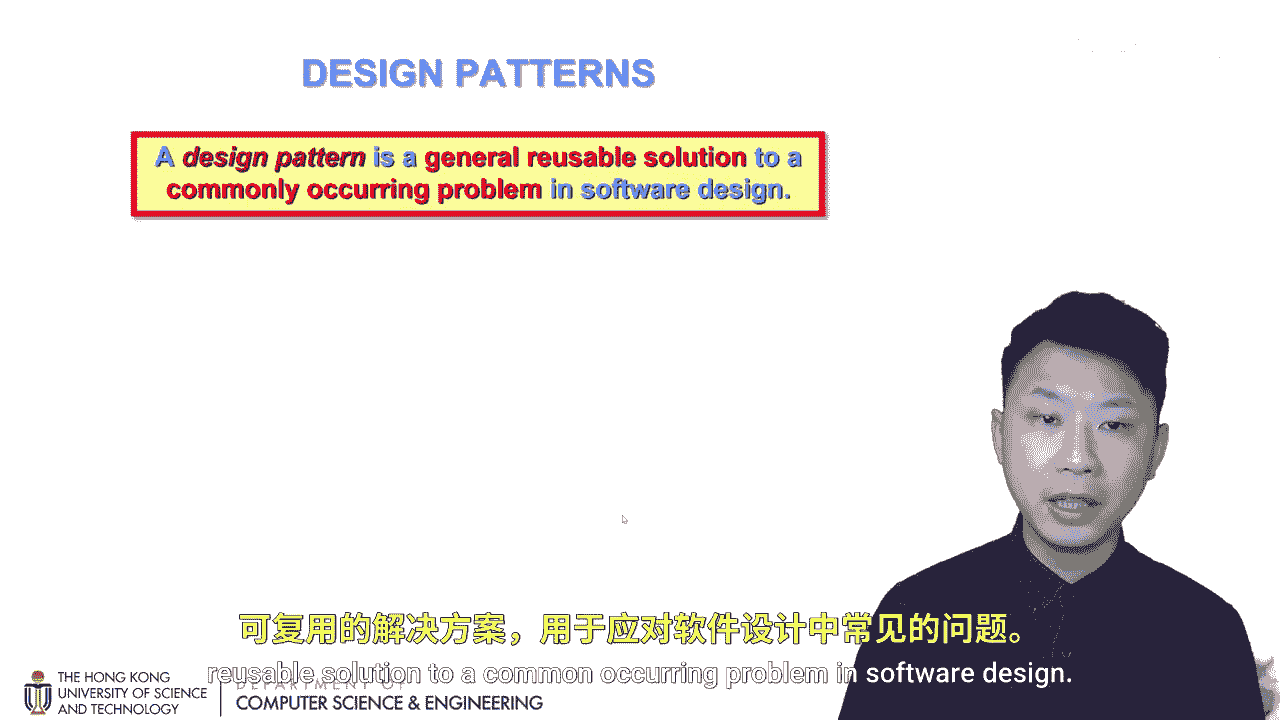 DESIGN PATTERNS
A design pattern is a general reusable solution to a
commonly occurring problem in software design.
可复用的解决方案，用于应对软件设计中常见的问题。
reusable solution to a common occurring problem in software design.
THE HONG KONG
UNIVERSITY OF SCIENCE
AND TECHNOLOGY
DEPARTMENT OF
COMPUTER SCIENCE & ENGINEERING